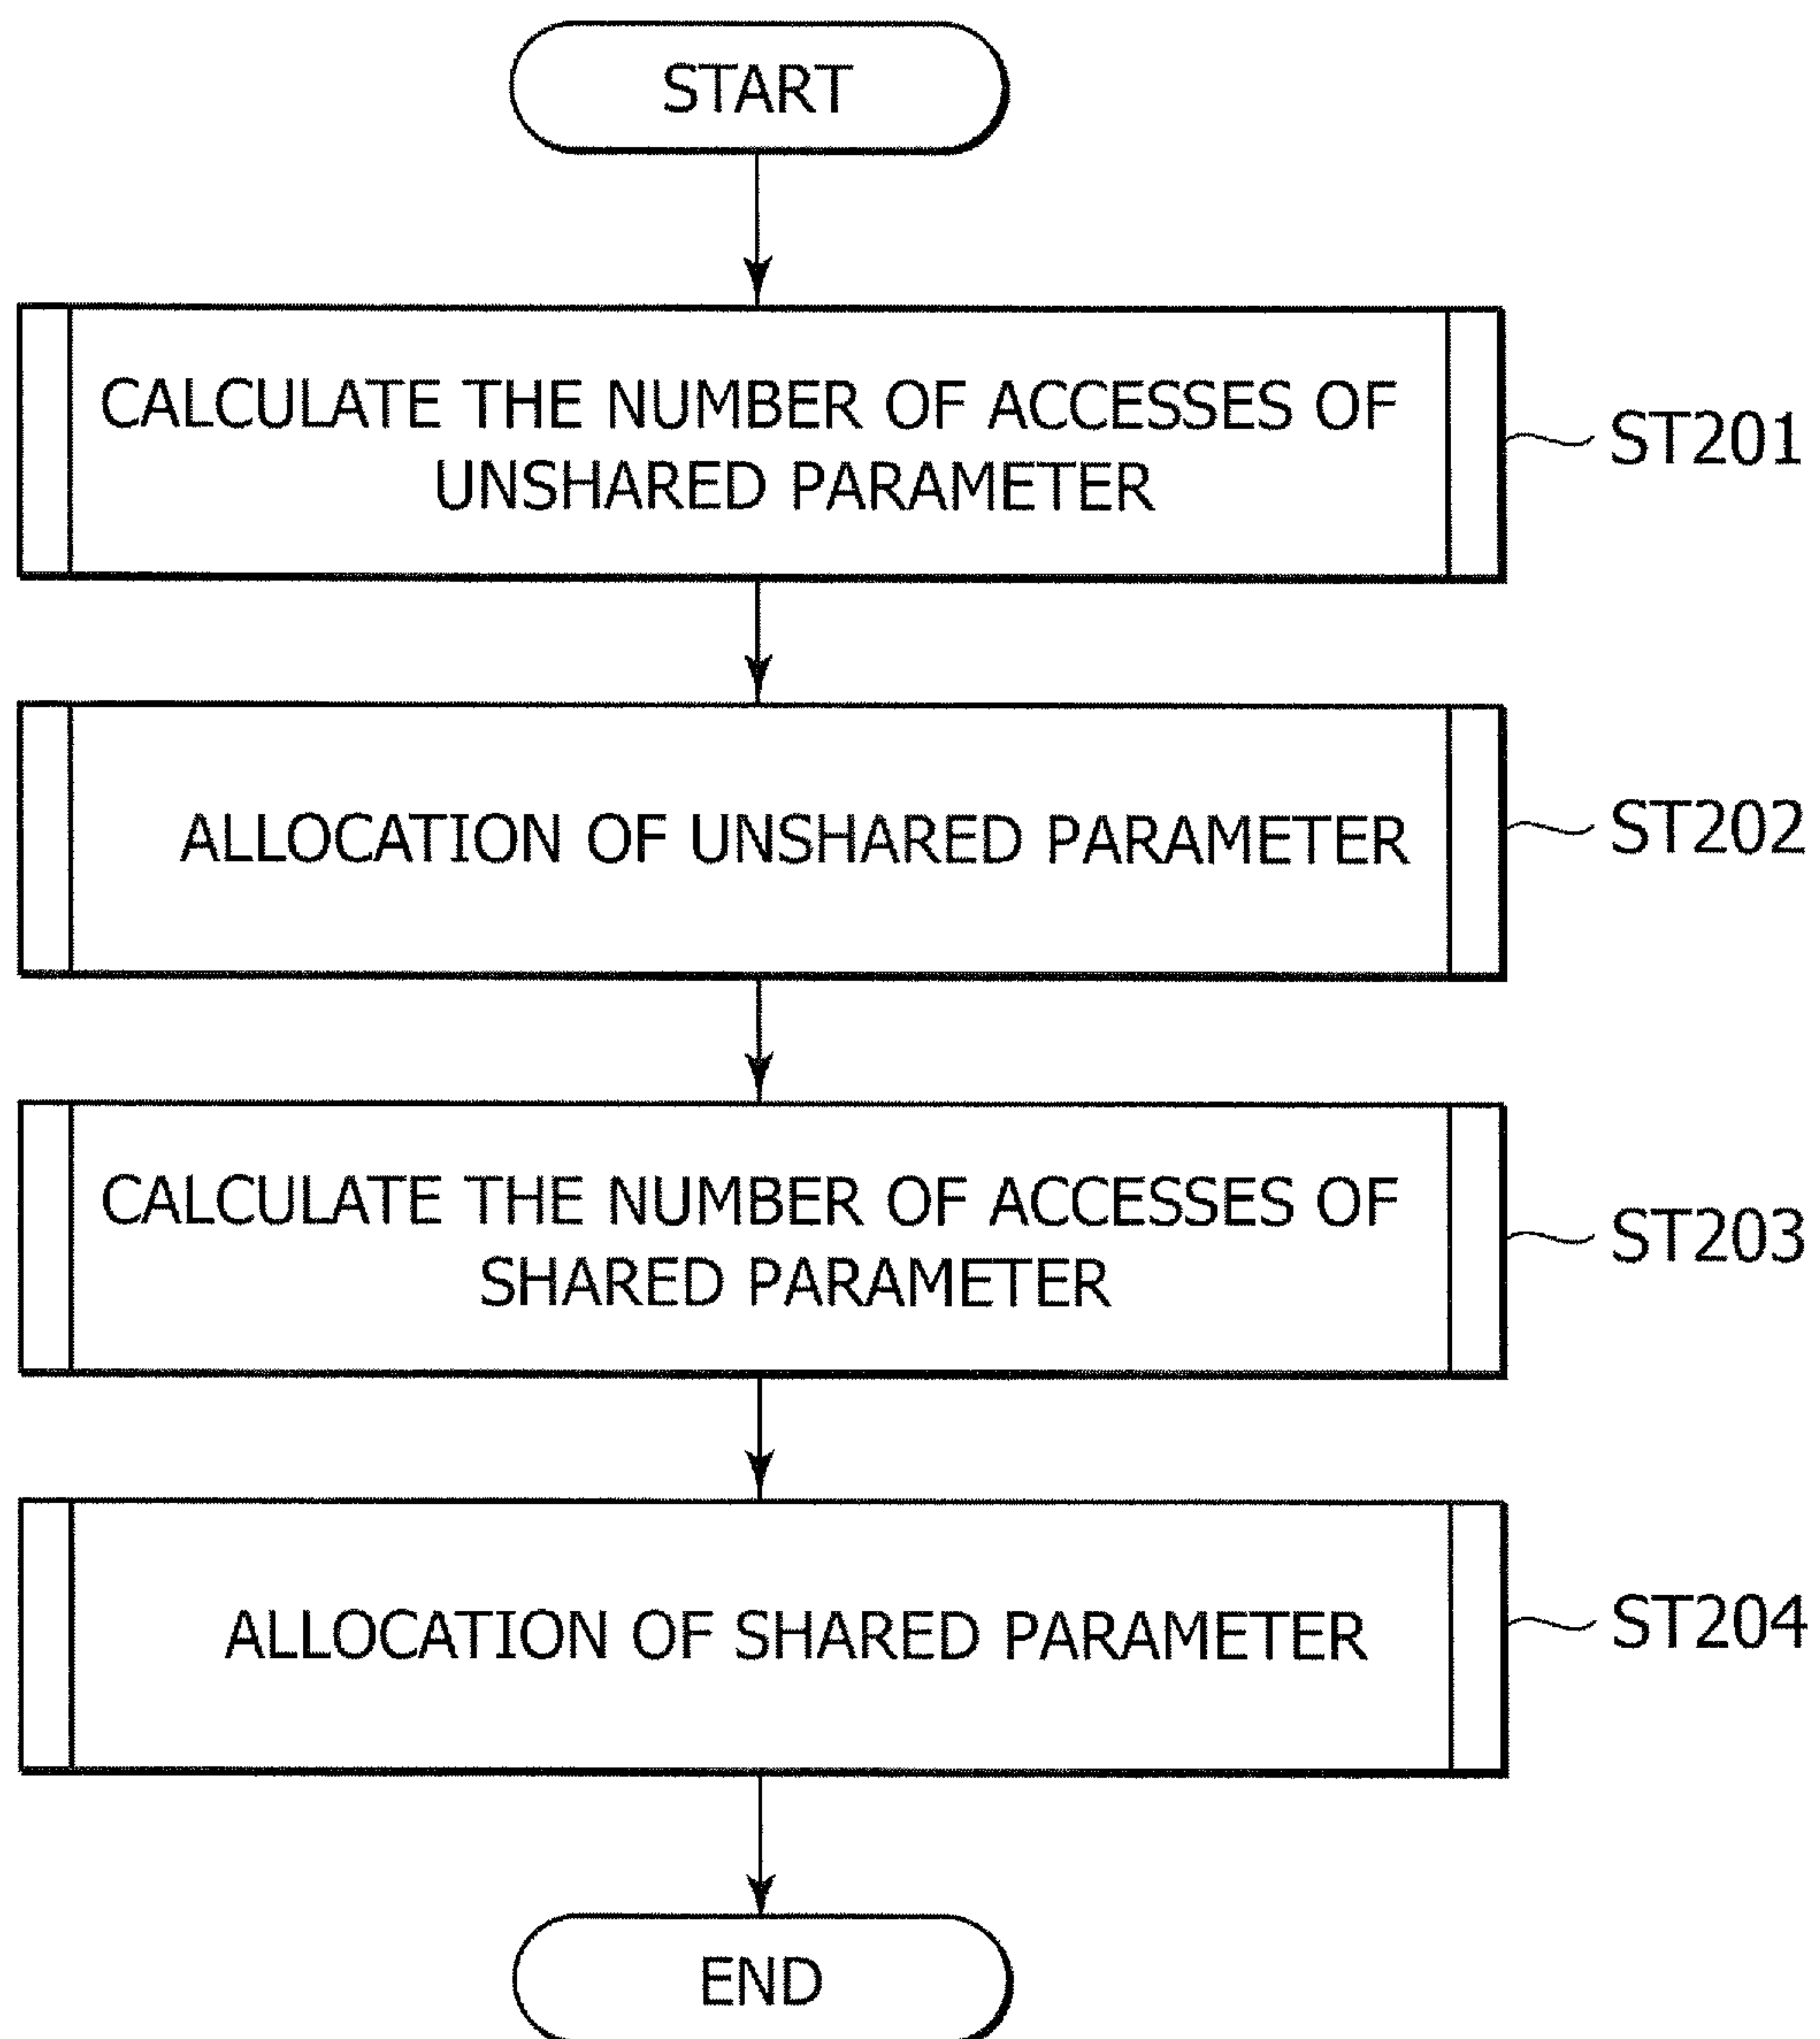 START
CALCULATE THE NUMBER OF ACCESSES OF
UNSHARED PARAMETER
ST201
ALLOCATION OF UNSHARED PARAMETER
ST202
CALCULATE THE NUMBER OF ACCESSES OF
SHARED PARAMETER
ST203
ALLOCATION OF SHARED PARAMETER
ST204
END